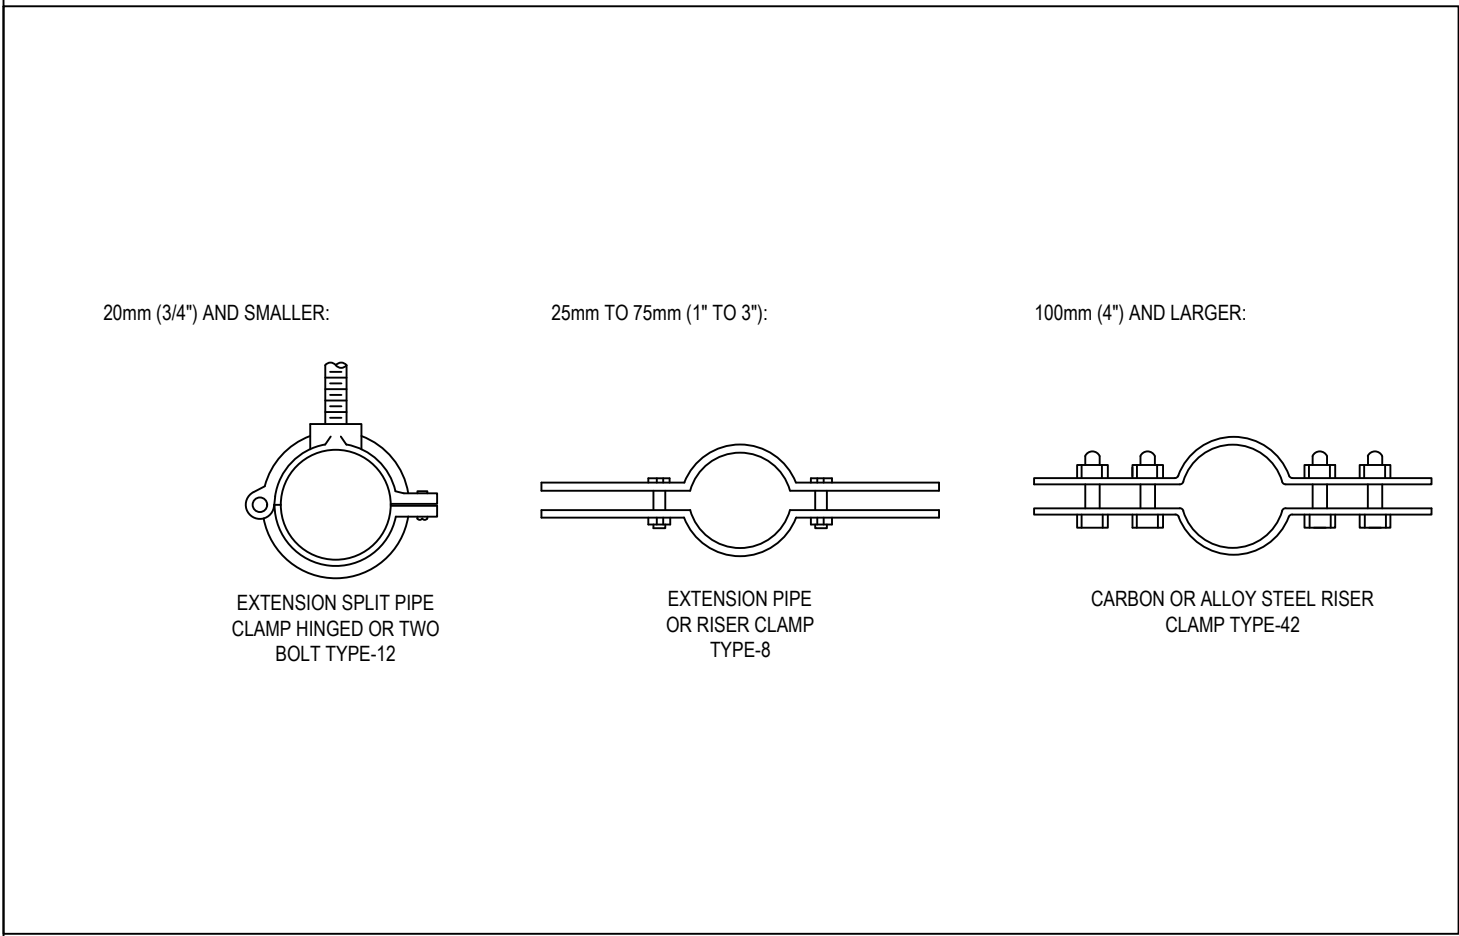 20mm (3/4") AND SMALLER:
EXTENSION SPLIT PIPE
CLAMP HINGED OR TWO
BOLT TYPE-12
25mm TO 75mm (1" TO 3"):
EXTENSION PIPE
OR RISER CLAMP
TYPE-8
100mm (4") AND LARGER:
CARBON OR ALLOY STEEL RISER
CLAMP TYPE-42